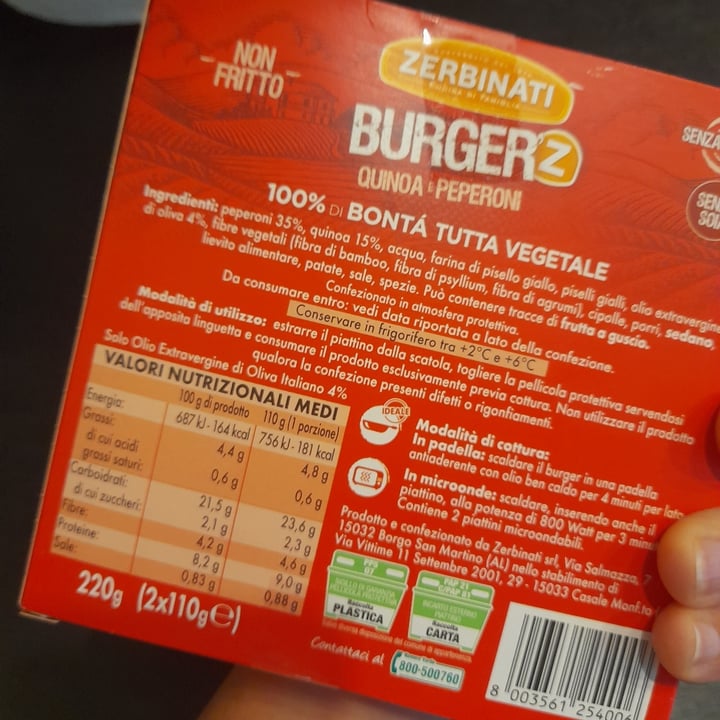 NON
FRITTO
ZERBINATI
BURGERZ
QUINOA E PEPERONI
SENZA
SEN
100% DI BONTÁ TUTTA VEGETALE
Ingredienti: peperoni 35%, quinoa 15%, acqua, farina di pisello giallo, piselli gialli, olio extravergine
di oliva 4%, fibre vegetali (fibra di bamboo, fibra di psyllium, fibra di agrumi), cipolle, porri, sedano,
lievito alimentare, patate, sale, spezie. Può contenere tracce di frutta a guscio.
Confezionato in atmosfera protettiva.
Da consumare entro: vedi data riportata a lato della confezione.
Conservare in frigorifero tra +2°C e +6°C
Modalità di utilizzo: estrarre il piattino dalla scatola, togliere la pellicola protettiva servendosi
dell'apposita linguetta e consumare il prodotto esclusivamente previa cottura. Non utilizzare il prodotto
qualora la confezione presenti difetti o rigonfiamenti.
Solo Olio Extravergine di Oliva Italiano 4%
VALORI NUTRIZIONALI MEDI
100 g di prodotto 110 g (1 porzione)
Energia: 687 kJ - 164 kcal 756 kJ - 181 kcal
Grassi: 4,4 g 4,8 g
di cui acidi
grassi saturi: 0,6 g 0,6 g
Carboidrati: 21,5 g 23,6 g
di cui zuccheri: 2,1 g 2,3 g
Fibre: 4,2 g 4,6 g
Proteine: 8,2 g 9,0 g
Sale: 0,83 g 0,88 g
220g (2x110g e)
IDEALE
Modalità di cottura:
In padella: scaldare il burger in una padella
antiaderente con olio ben caldo per 4 minuti per lato.
In microonde: scaldare, inserendo anche il
piattino, alla potenza di 800 Watt per 3 minuti
Contiene 2 piattini microondabili.
Prodotto e confezionato da Zerbinati srl, Via Salmazza, 7
15032 Borgo San Martino (AL) nello stabilimento di
Via Vittime 11 Settembre 2001, 29 - 15033 Casale Monf.to
PLASTICA
Raccolta
CARTA
Raccolta
Contattaci al
800-500760
8 003561 25400